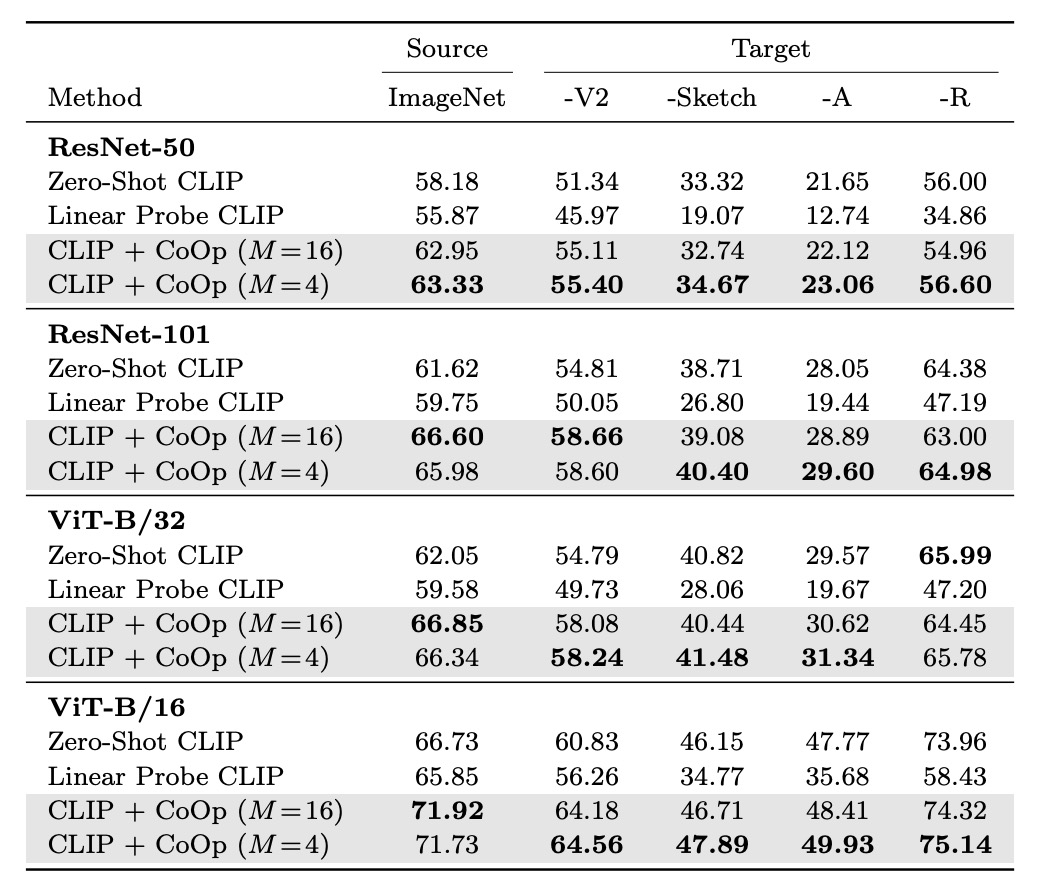 Source Target
Method ImageNet -V2 -Sketch -A -R
ResNet-50
Zero-Shot CLIP 58.18 51.34 33.32 21.65 56.00
Linear Probe CLIP 55.87 45.97 19.07 12.74 34.86
CLIP + CoOp (M=16) 62.95 55.11 32.74 22.12 54.96
CLIP + CoOp (M=4) 63.33 55.40 34.67 23.06 56.60
ResNet-101
Zero-Shot CLIP 61.62 54.81 38.71 28.05 64.38
Linear Probe CLIP 59.75 50.05 26.80 19.44 47.19
CLIP + CoOp (M=16) 66.60 58.66 39.08 28.89 63.00
CLIP + CoOp (M=4) 65.98 58.60 40.40 29.60 64.98
ViT-B/32
Zero-Shot CLIP 62.05 54.79 40.82 29.57 65.99
Linear Probe CLIP 59.58 49.73 28.06 19.67 47.20
CLIP + CoOp (M=16) 66.85 58.08 40.44 30.62 64.45
CLIP + CoOp (M=4) 66.34 58.24 41.48 31.34 65.78
ViT-B/16
Zero-Shot CLIP 66.73 60.83 46.15 47.77 73.96
Linear Probe CLIP 65.85 56.26 34.77 35.68 58.43
CLIP + CoOp (M=16) 71.92 64.18 46.71 48.41 74.32
CLIP + CoOp (M=4) 71.73 64.56 47.89 49.93 75.14